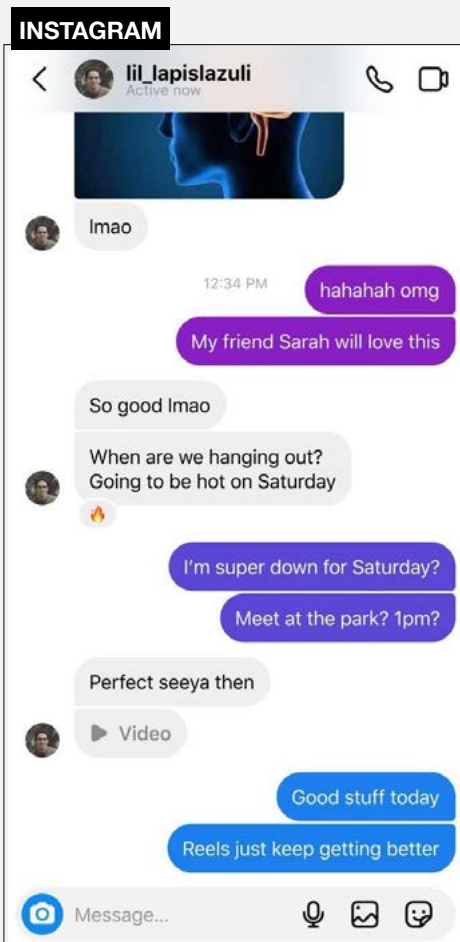 INSTAGRAM
lil_lapislazuli
Active now
lmao
12:34 PM
hahahah omg
My friend Sarah will love this
So good lmao
When are we hanging out?
Going to be hot on Saturday
I'm super down for Saturday?
Meet at the park? 1pm?
Perfect seeya then
Video
Good stuff today
Reels just keep getting better
Message...